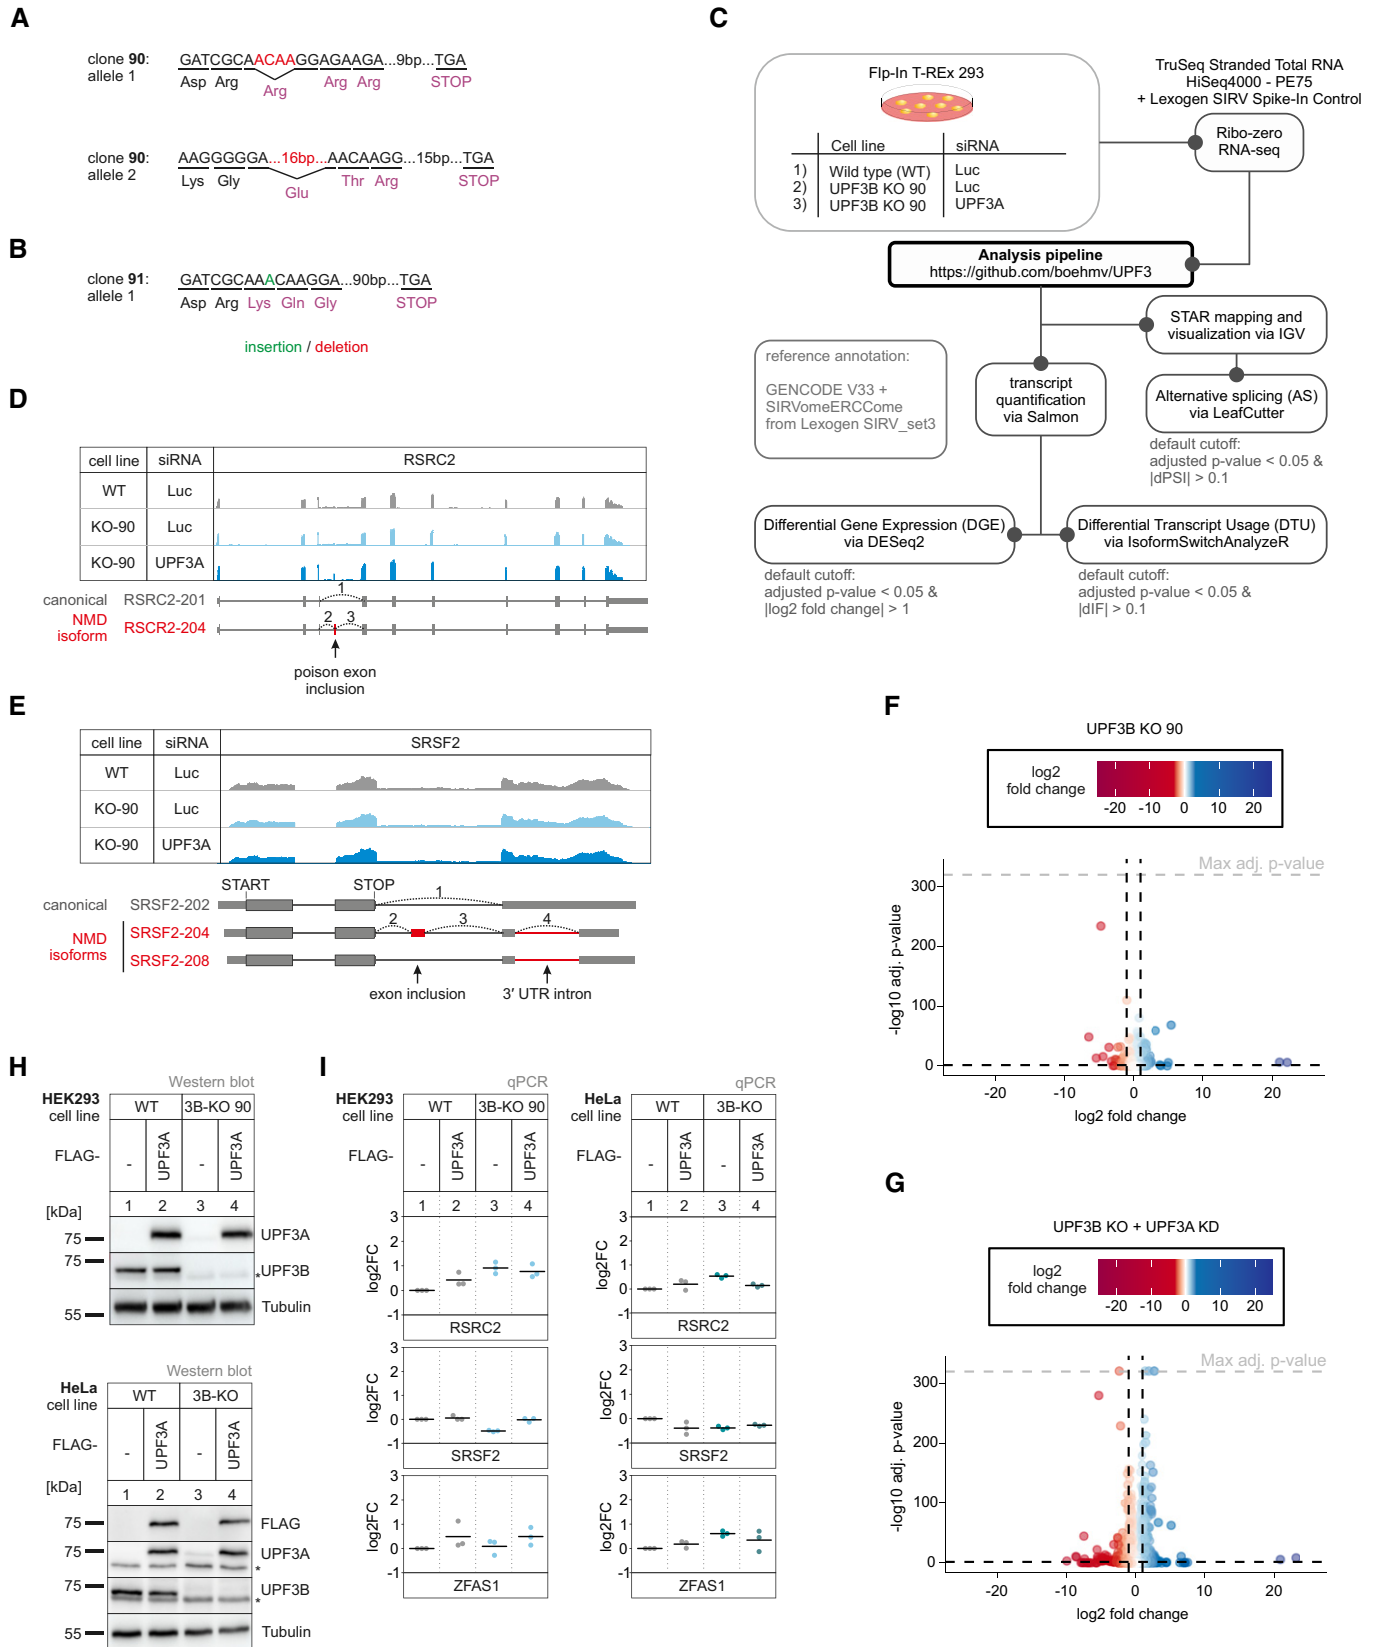 A
clone 90:
allele 1
GATCGCAACAAGGAGAAGA...9bp...TGA
Asp Arg Arg Arg Arg STOP
clone 90:
allele 2
AAGGGGGA...16bp...AACAAGG...15bp...TGA
Lys Gly Glu Thr Arg STOP
B
clone 91:
allele 1
GATCGCAAACAAGGA...90bp...TGA
Asp Arg Lys Gln Gly STOP
insertion / deletion
C
Flp-In T-REx 293
Cell line siRNA
1) Wild type (WT) Luc
2) UPF3B KO 90 Luc
3) UPF3B KO 90 UPF3A
TruSeq Stranded Total RNA
HiSeq4000 - PE75
+ Lexogen SIRV Spike-In Control
Ribo-zero
RNA-seq
Analysis pipeline
https://github.com/boehmv/UPF3
STAR mapping and
visualization via IGV
reference annotation:
GENCODE V33 +
SIRVomeERCCome
from Lexogen SIRV_set3
transcript
quantification
via Salmon
Alternative splicing (AS)
via LeafCutter
default cutoff:
adjusted p-value < 0.05 &
|dPSI| > 0.1
Differential Gene Expression (DGE)
via DESeq2
default cutoff:
adjusted p-value < 0.05 &
|log2 fold change| > 1
Differential Transcript Usage (DTU)
via IsoformSwitchAnalyzeR
default cutoff:
adjusted p-value < 0.05 &
|dIF| > 0.1
D
cell line siRNA RSRC2
WT Luc
KO-90 Luc
KO-90 UPF3A
1
canonical RSRC2-201
2 3
NMD
isoform
RSCR2-204
poison exon
inclusion
E
cell line siRNA SRSF2
WT Luc
KO-90 Luc
KO-90 UPF3A
START STOP
1
canonical SRSF2-202
2 3 4
NMD
isoforms
SRSF2-204
SRSF2-208
exon inclusion 3′ UTR intron
F
UPF3B KO 90
log2
fold change
-20 -10 0 10 20
Max adj. p-value
300
200
100
0
-log10 adj. p-value
-20 -10 0 10 20
log2 fold change
G
UPF3B KO + UPF3A KD
log2
fold change
-20 -10 0 10 20
Max adj. p-value
300
200
100
0
-log10 adj. p-value
-20 -10 0 10 20
log2 fold change
H
Western blot
HEK293
cell line
WT 3B-KO 90
FLAG- - UPF3A - UPF3A
[kDa] 1 2 3 4
75 UPF3A
75 *UPF3B
55 Tubulin
Western blot
HeLa
cell line
WT 3B-KO
FLAG- - UPF3A - UPF3A
[kDa] 1 2 3 4
75 FLAG
75 UPF3A
*
75 UPF3B
*
55 Tubulin
I
qPCR
HEK293
cell line
WT 3B-KO 90
FLAG- - UPF3A - UPF3A
1 2 3 4
3
2
1
0
-1
log2FC
RSRC2
3
2
1
0
-1
log2FC
SRSF2
3
2
1
0
-1
log2FC
ZFAS1
qPCR
HeLa
cell line
WT 3B-KO
FLAG- - UPF3A - UPF3A
1 2 3 4
3
2
1
0
-1
log2FC
RSRC2
3
2
1
0
-1
log2FC
SRSF2
3
2
1
0
-1
log2FC
ZFAS1